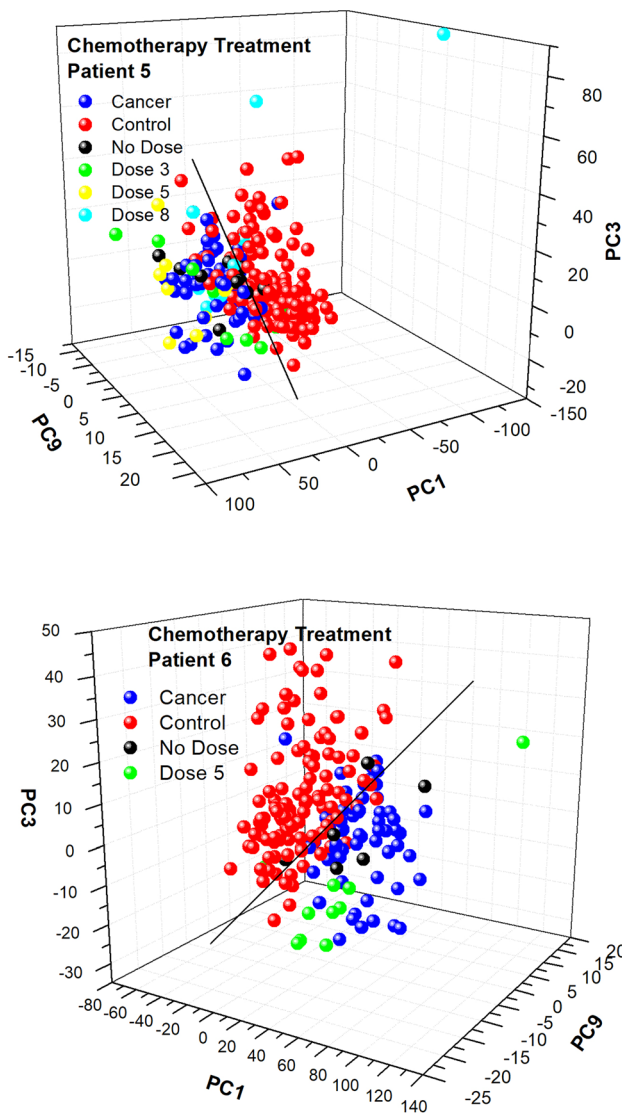 Chemotherapy Treatment
Patient 5
Cancer
Control
No Dose
Dose 3
Dose 5
Dose 8
80
60
40
20
0
-20
PC3
-15
-10
-5
0
5
10
15
20
PC9
100
50
0
-50
-100
-150
PC1
Chemotherapy Treatment
Patient 6
Cancer
Control
No Dose
Dose 5
50
40
30
20
10
0
-10
-20
-30
PC3
-80
-60
-40
-20
0
20
40
60
80
100
120
140
PC1
20
15
10
5
0
-5
-10
-15
-20
-25
PC9